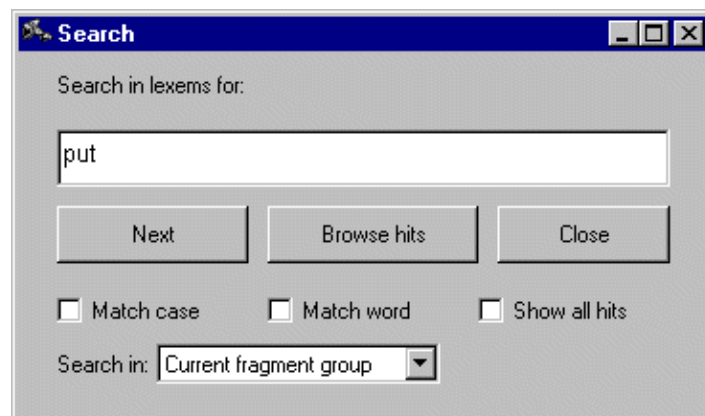 Search
Search in lexems for:
put
Next Browse hits Close
Match case Match word Show all hits
Search in: Current fragment group